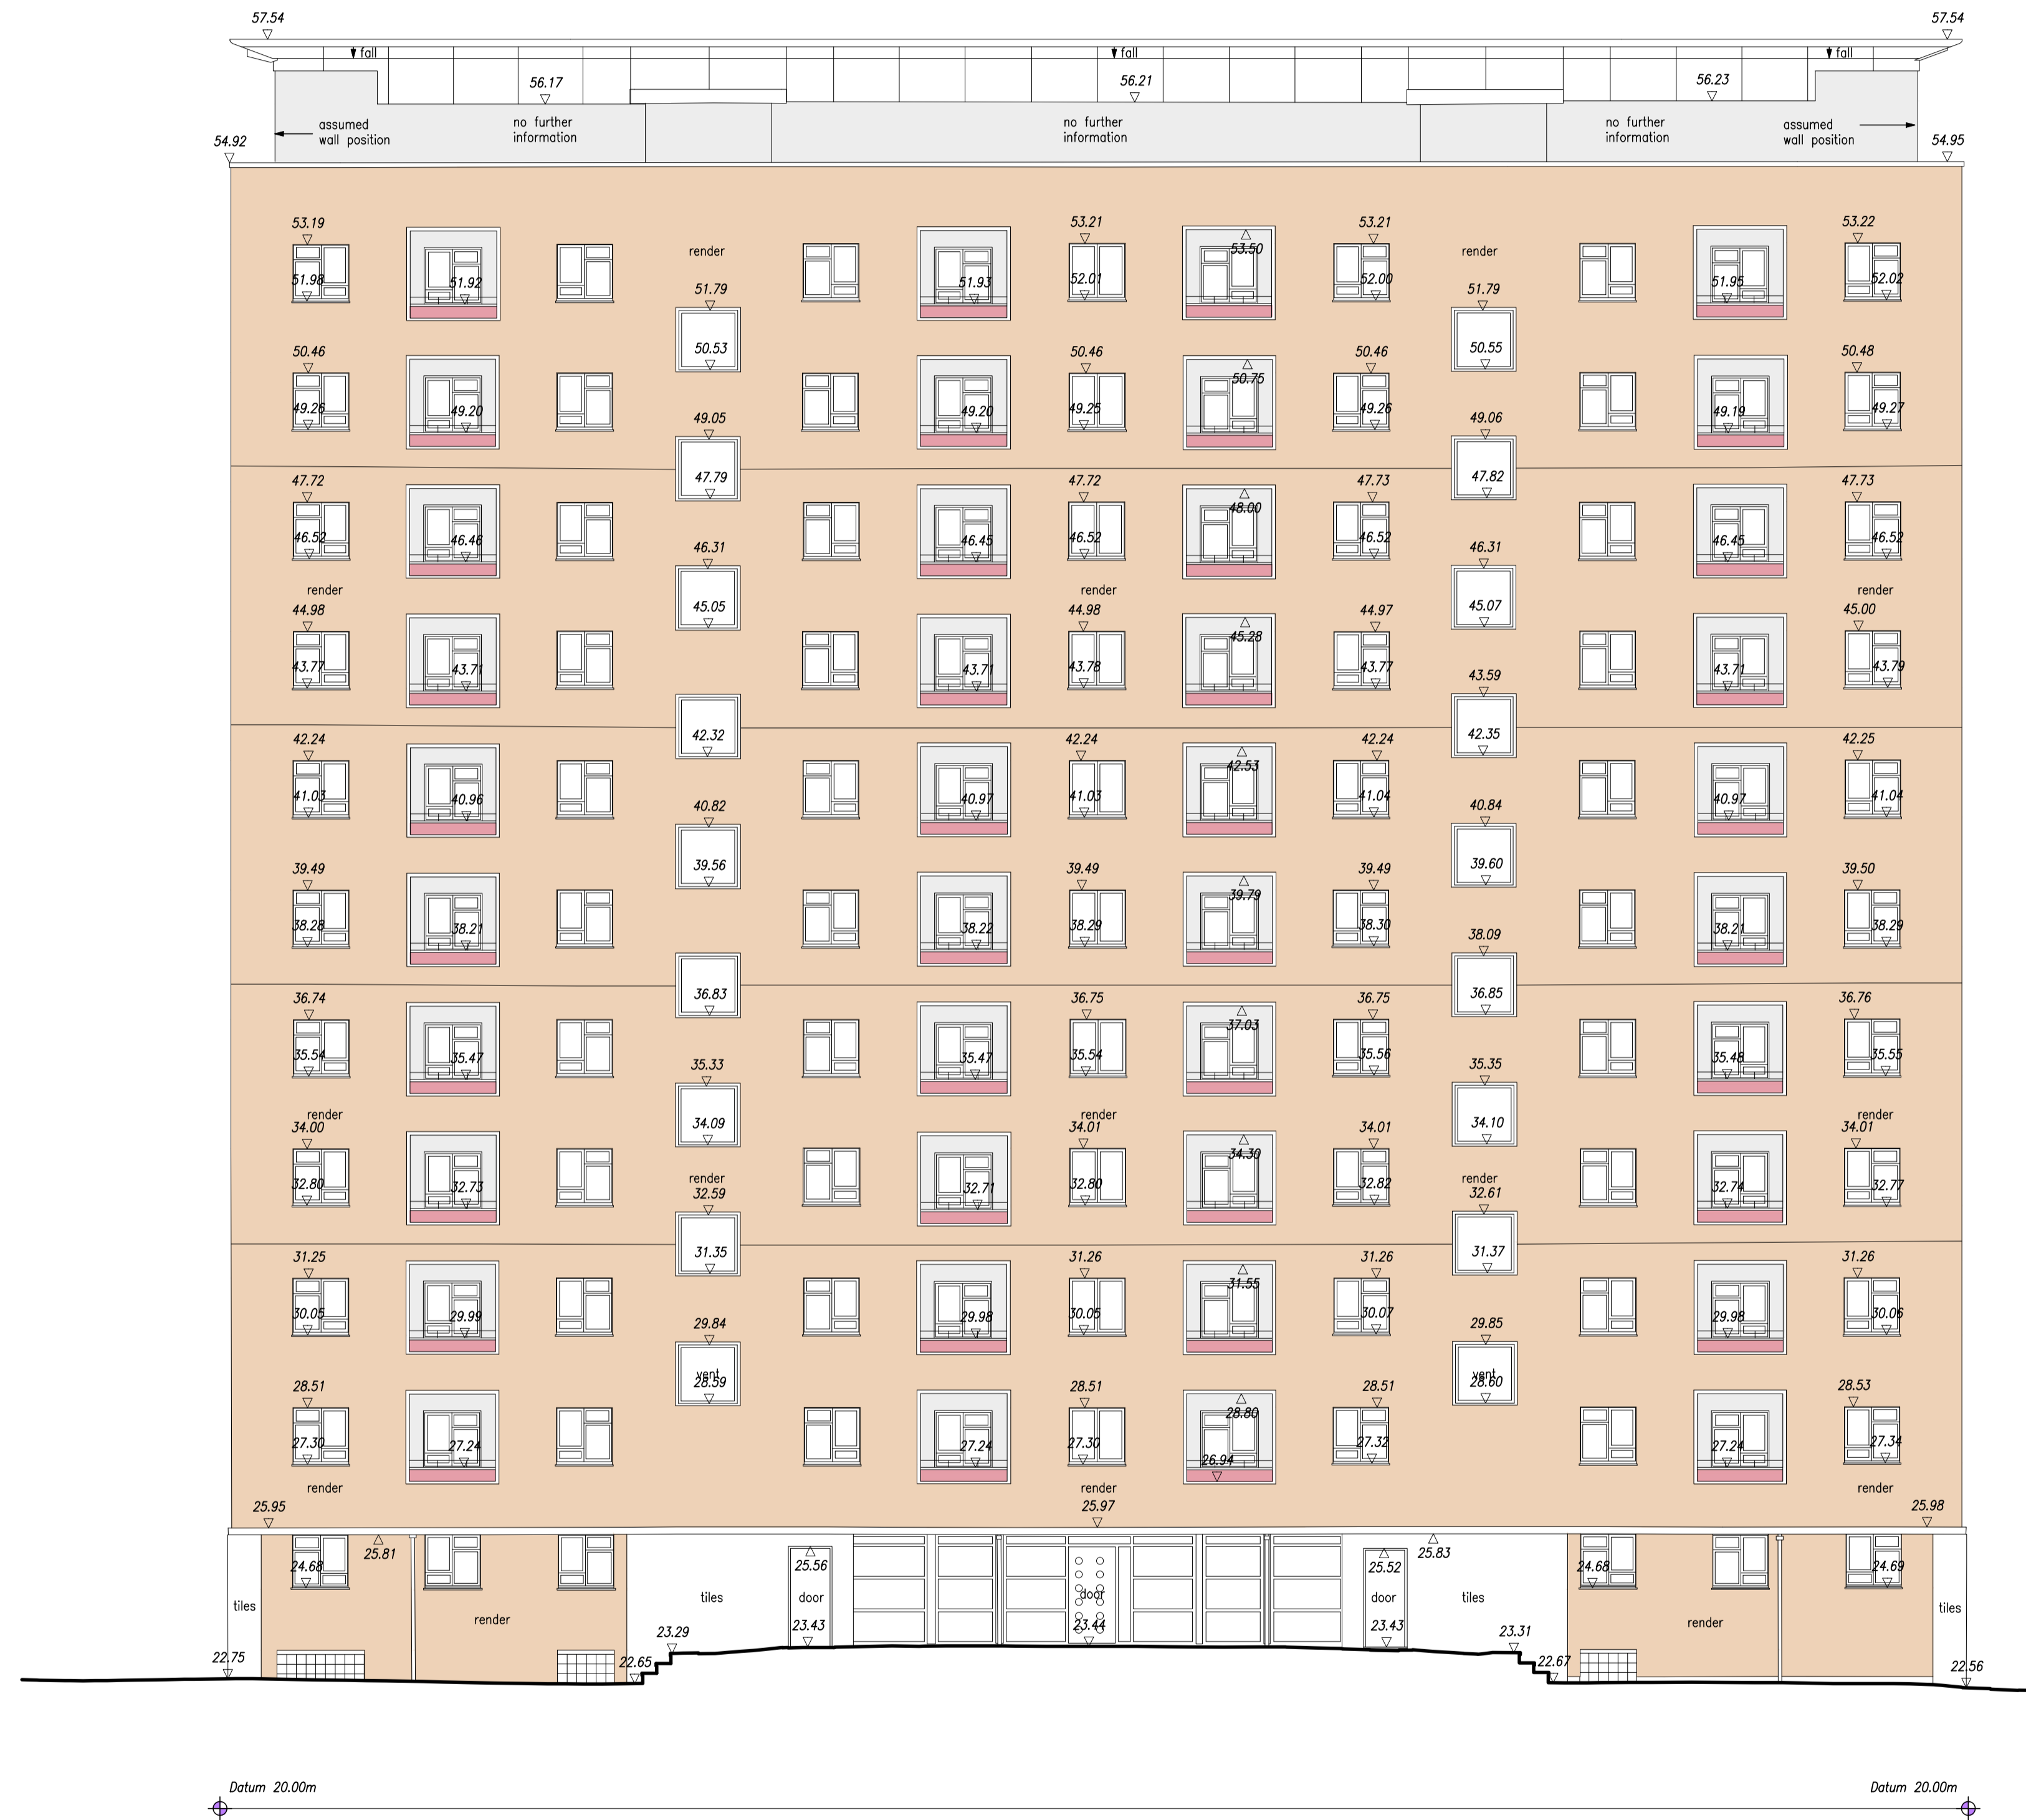 57.54 57.54
fall fall fall
56.17 56.21 56.23
assumed
wall position
no further
information
no further
information
no further
information
assumed
wall position
54.92 54.95
53.19 53.21 53.21 53.22
render 53.50 render
51.98 51.92 51.93 52.01 52.00 51.95 52.02
51.79 51.79
50.53 50.55
50.46 50.46 50.46 50.48
50.75
49.26 49.20 49.20 49.25 49.26 49.19 49.27
49.05 49.06
47.79 47.82
47.72 47.72 47.73 47.73
48.00
46.52 46.46 46.45 46.52 46.52 46.45 46.52
46.31 46.31
render render render
45.05 45.07
44.98 44.98 44.97 45.00
45.28
43.77 43.71 43.71 43.78 43.77 43.71 43.79
43.59
42.32 42.35
42.24 42.24 42.24 42.25
42.53
41.03 40.96 40.97 41.03 41.04 40.97 41.04
40.82 40.84
39.56 39.60
39.49 39.49 39.49 39.50
39.79
38.28 38.21 38.22 38.29 38.30 38.21 38.29
38.09
36.83 36.85
36.74 36.75 36.75 36.76
37.03
35.54 35.47 35.47 35.54 35.56 35.48 35.55
35.33 35.35
render render render
34.09 34.10
34.00 34.01 34.01 34.01
34.30
render render
32.80 32.73 32.71 32.80 32.82 32.74 32.77
32.59 32.61
31.35 31.37
31.25 31.26 31.26 31.26
31.55
30.05 29.99 29.98 30.05 30.07 29.98 30.06
29.84 29.85
vent vent
28.59 28.60
28.51 28.51 28.51 28.53
28.80
27.30 27.24 27.24 27.30 27.32 27.24 27.34
26.94
render render render
25.95 25.97 25.98
25.81 25.56 25.83 25.52
24.68 24.68 24.69
tiles render tiles door door door tiles render tiles
23.43 23.44 23.43
23.29 23.31
22.75 22.65 22.67 22.56
Datum 20.00m Datum 20.00m